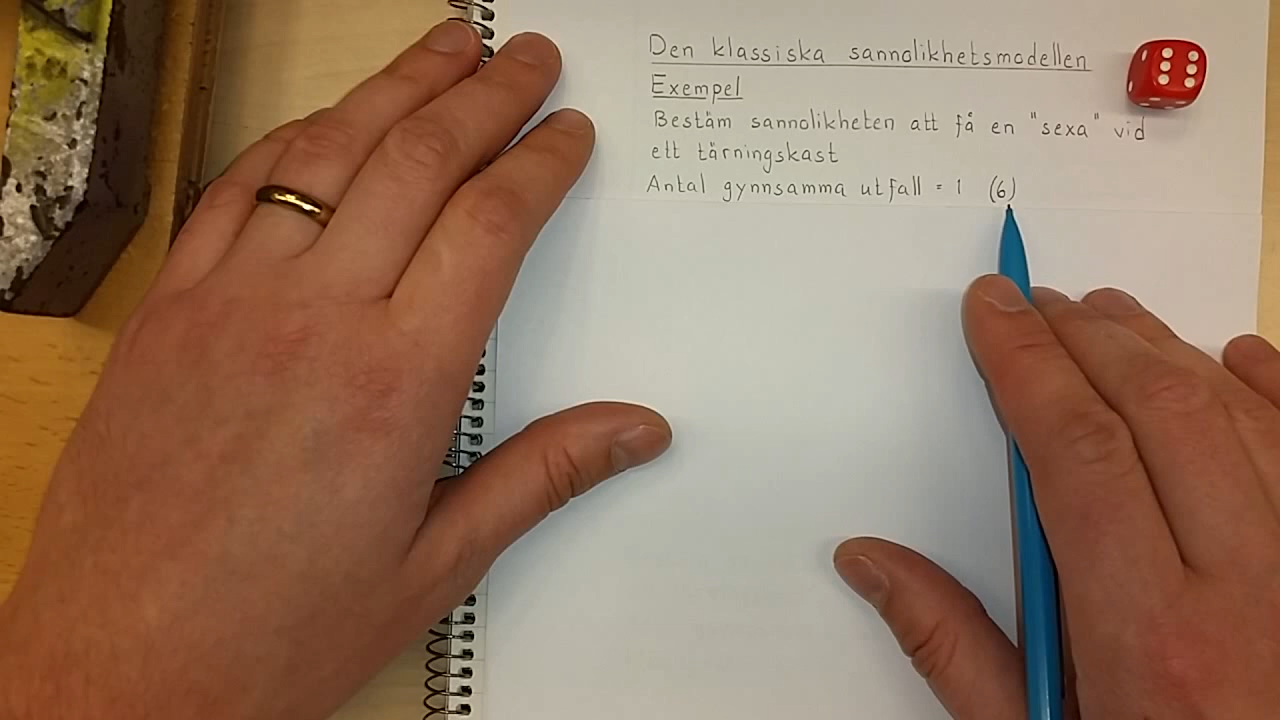 Den klassiska sannolikhetsmodellen
Exempel
Bestäm sannolikheten att få en "sexa" vid
ett tärningskast
Antal gynnsamma utfall = 1 (6)